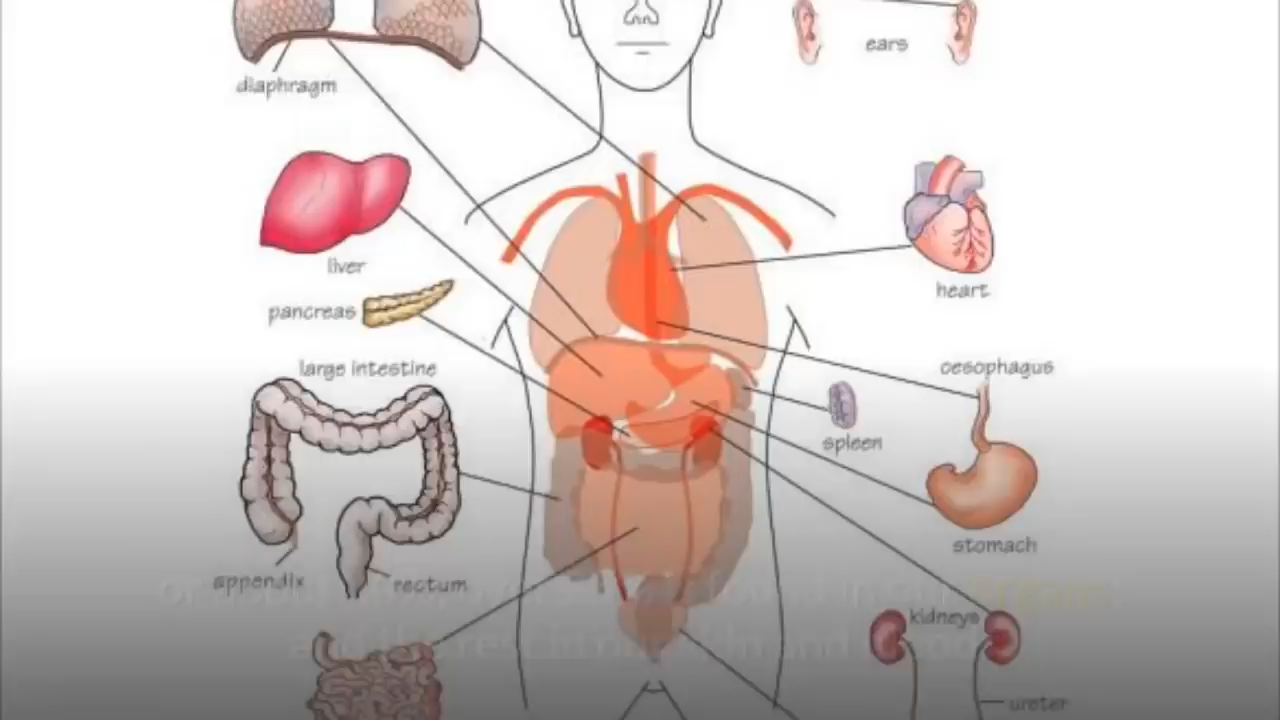 ears
diaphragm
liver
heart
pancreas
large intestine
oesophagus
spleen
stomach
appendix
rectum
kidneys
ureter